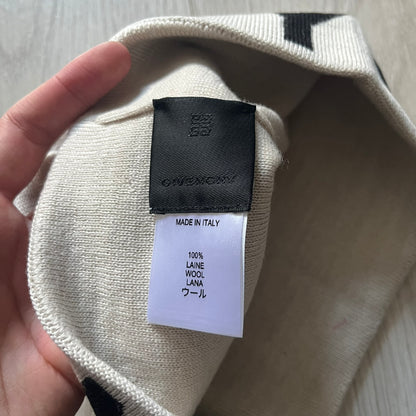 GIVENCHY
MADE IN ITALY
100%
LAINE
WOOL
LANA
ウール